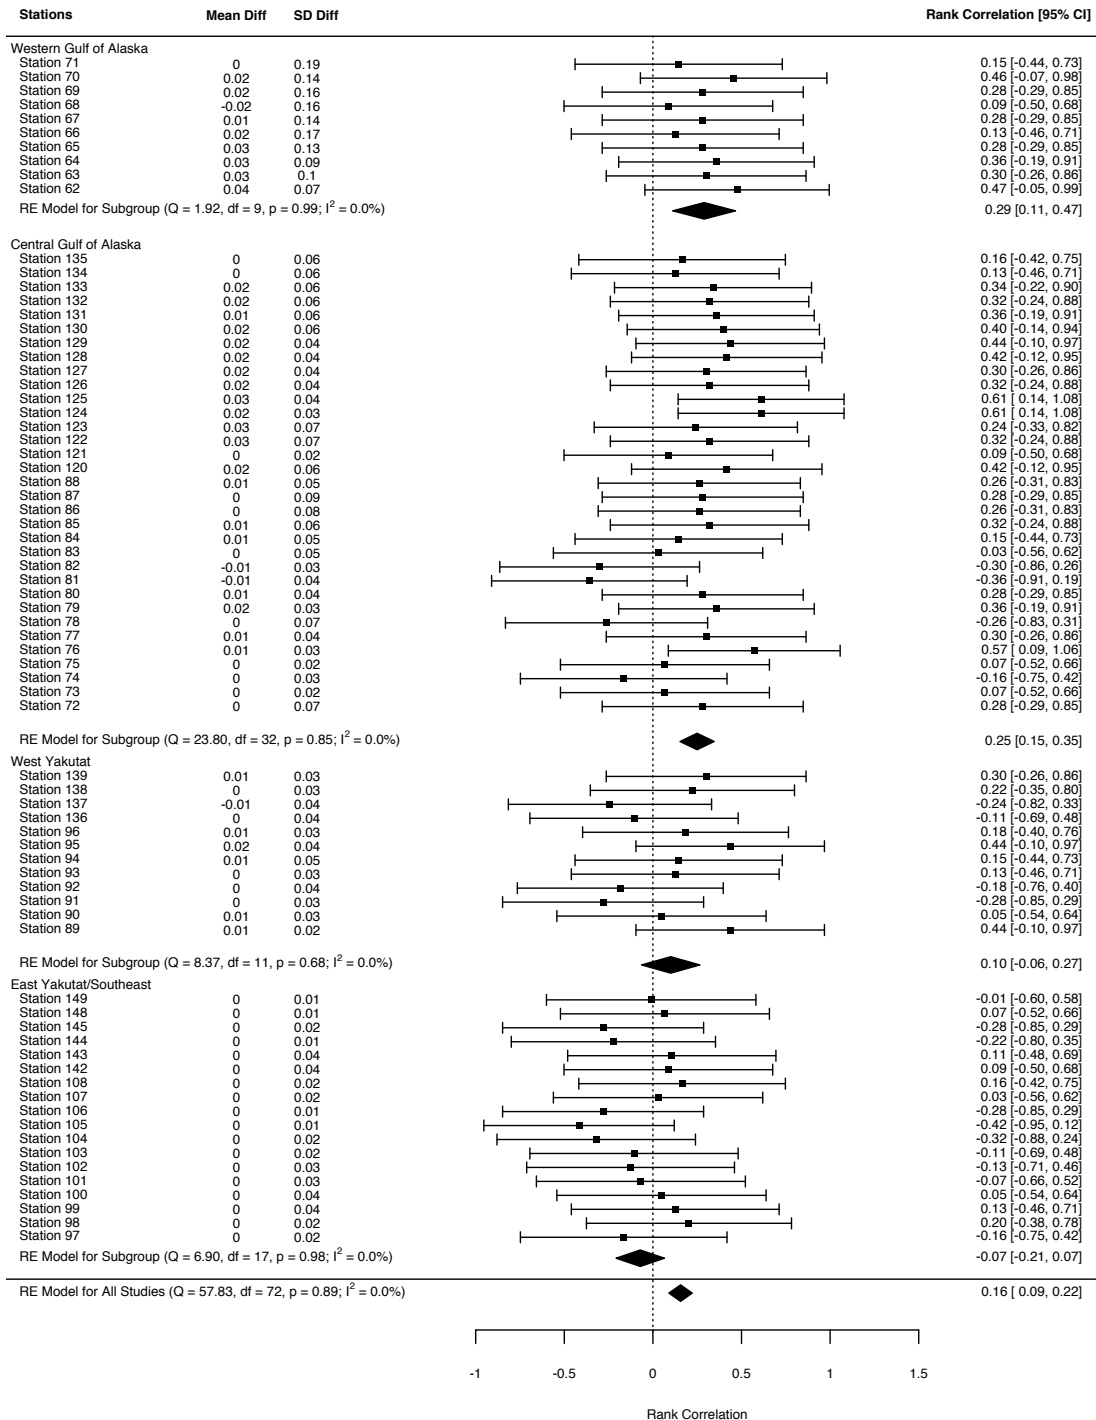 Stations Mean Diff SD Diff Rank Correlation [95% CI]
Western Gulf of Alaska
Station 71 0 0.19 0.15 [-0.44, 0.73]
Station 70 0.02 0.14 0.46 [-0.07, 0.98]
Station 69 0.02 0.16 0.28 [-0.29, 0.85]
Station 68 -0.02 0.16 0.09 [-0.50, 0.68]
Station 67 0.01 0.14 0.28 [-0.29, 0.85]
Station 66 0.02 0.17 0.13 [-0.46, 0.71]
Station 65 0.03 0.13 0.28 [-0.29, 0.85]
Station 64 0.03 0.09 0.36 [-0.19, 0.91]
Station 63 0.03 0.1 0.30 [-0.26, 0.86]
Station 62 0.04 0.07 0.47 [-0.05, 0.99]
RE Model for Subgroup (Q = 1.92, df = 9, p = 0.99; I² = 0.0%) 0.29 [0.11, 0.47]
Central Gulf of Alaska
Station 135 0 0.06 0.16 [-0.42, 0.75]
Station 134 0 0.06 0.13 [-0.46, 0.71]
Station 133 0.02 0.06 0.34 [-0.22, 0.90]
Station 132 0.02 0.06 0.32 [-0.24, 0.88]
Station 131 0.01 0.06 0.36 [-0.19, 0.91]
Station 130 0.02 0.06 0.40 [-0.14, 0.94]
Station 129 0.02 0.04 0.44 [-0.10, 0.97]
Station 128 0.02 0.04 0.42 [-0.12, 0.95]
Station 127 0.02 0.04 0.30 [-0.26, 0.86]
Station 126 0.02 0.04 0.32 [-0.24, 0.88]
Station 125 0.03 0.04 0.61 [ 0.14, 1.08]
Station 124 0.02 0.03 0.61 [ 0.14, 1.08]
Station 123 0.03 0.07 0.24 [-0.33, 0.82]
Station 122 0.03 0.07 0.32 [-0.24, 0.88]
Station 121 0 0.02 0.09 [-0.50, 0.68]
Station 120 0.02 0.06 0.42 [-0.12, 0.95]
Station 88 0.01 0.05 0.26 [-0.31, 0.83]
Station 87 0 0.09 0.28 [-0.29, 0.85]
Station 86 0 0.08 0.26 [-0.31, 0.83]
Station 85 0.01 0.06 0.32 [-0.24, 0.88]
Station 84 0.01 0.05 0.15 [-0.44, 0.73]
Station 83 0 0.05 0.03 [-0.56, 0.62]
Station 82 -0.01 0.03 -0.30 [-0.86, 0.26]
Station 81 -0.01 0.04 -0.36 [-0.91, 0.19]
Station 80 0.01 0.04 0.28 [-0.29, 0.85]
Station 79 0.02 0.03 0.36 [-0.19, 0.91]
Station 78 0 0.07 -0.26 [-0.83, 0.31]
Station 77 0.01 0.04 0.30 [-0.26, 0.86]
Station 76 0.01 0.03 0.57 [ 0.09, 1.06]
Station 75 0 0.02 0.07 [-0.52, 0.66]
Station 74 0 0.03 -0.16 [-0.75, 0.42]
Station 73 0 0.02 0.07 [-0.52, 0.66]
Station 72 0 0.07 0.28 [-0.29, 0.85]
RE Model for Subgroup (Q = 23.80, df = 32, p = 0.85; I² = 0.0%) 0.25 [0.15, 0.35]
West Yakutat
Station 139 0.01 0.03 0.30 [-0.26, 0.86]
Station 138 0 0.03 0.22 [-0.35, 0.80]
Station 137 -0.01 0.04 -0.24 [-0.82, 0.33]
Station 136 0 0.04 -0.11 [-0.69, 0.48]
Station 96 0.01 0.03 0.18 [-0.40, 0.76]
Station 95 0.02 0.04 0.44 [-0.10, 0.97]
Station 94 0.01 0.05 0.15 [-0.44, 0.73]
Station 93 0 0.03 0.13 [-0.46, 0.71]
Station 92 0 0.04 -0.18 [-0.76, 0.40]
Station 91 0 0.03 -0.28 [-0.85, 0.29]
Station 90 0.01 0.03 0.05 [-0.54, 0.64]
Station 89 0.01 0.02 0.44 [-0.10, 0.97]
RE Model for Subgroup (Q = 8.37, df = 11, p = 0.68; I² = 0.0%) 0.10 [-0.06, 0.27]
East Yakutat/Southeast
Station 149 0 0.01 -0.01 [-0.60, 0.58]
Station 148 0 0.01 0.07 [-0.52, 0.66]
Station 145 0 0.02 -0.28 [-0.85, 0.29]
Station 144 0 0.01 -0.22 [-0.80, 0.35]
Station 143 0 0.04 0.11 [-0.48, 0.69]
Station 142 0 0.04 0.09 [-0.50, 0.68]
Station 108 0 0.02 0.16 [-0.42, 0.75]
Station 107 0 0.02 0.03 [-0.56, 0.62]
Station 106 0 0.01 -0.28 [-0.85, 0.29]
Station 105 0 0.01 -0.42 [-0.95, 0.12]
Station 104 0 0.02 -0.32 [-0.88, 0.24]
Station 103 0 0.02 -0.11 [-0.69, 0.48]
Station 102 0 0.03 -0.13 [-0.71, 0.46]
Station 101 0 0.03 -0.07 [-0.66, 0.52]
Station 100 0 0.04 0.05 [-0.54, 0.64]
Station 99 0 0.04 0.13 [-0.46, 0.71]
Station 98 0 0.02 0.20 [-0.38, 0.78]
Station 97 0 0.02 -0.16 [-0.75, 0.42]
RE Model for Subgroup (Q = 6.90, df = 17, p = 0.98; I² = 0.0%) -0.07 [-0.21, 0.07]
RE Model for All Studies (Q = 57.83, df = 72, p = 0.89; I² = 0.0%) 0.16 [ 0.09, 0.22]
-1 -0.5 0 0.5 1 1.5
Rank Correlation